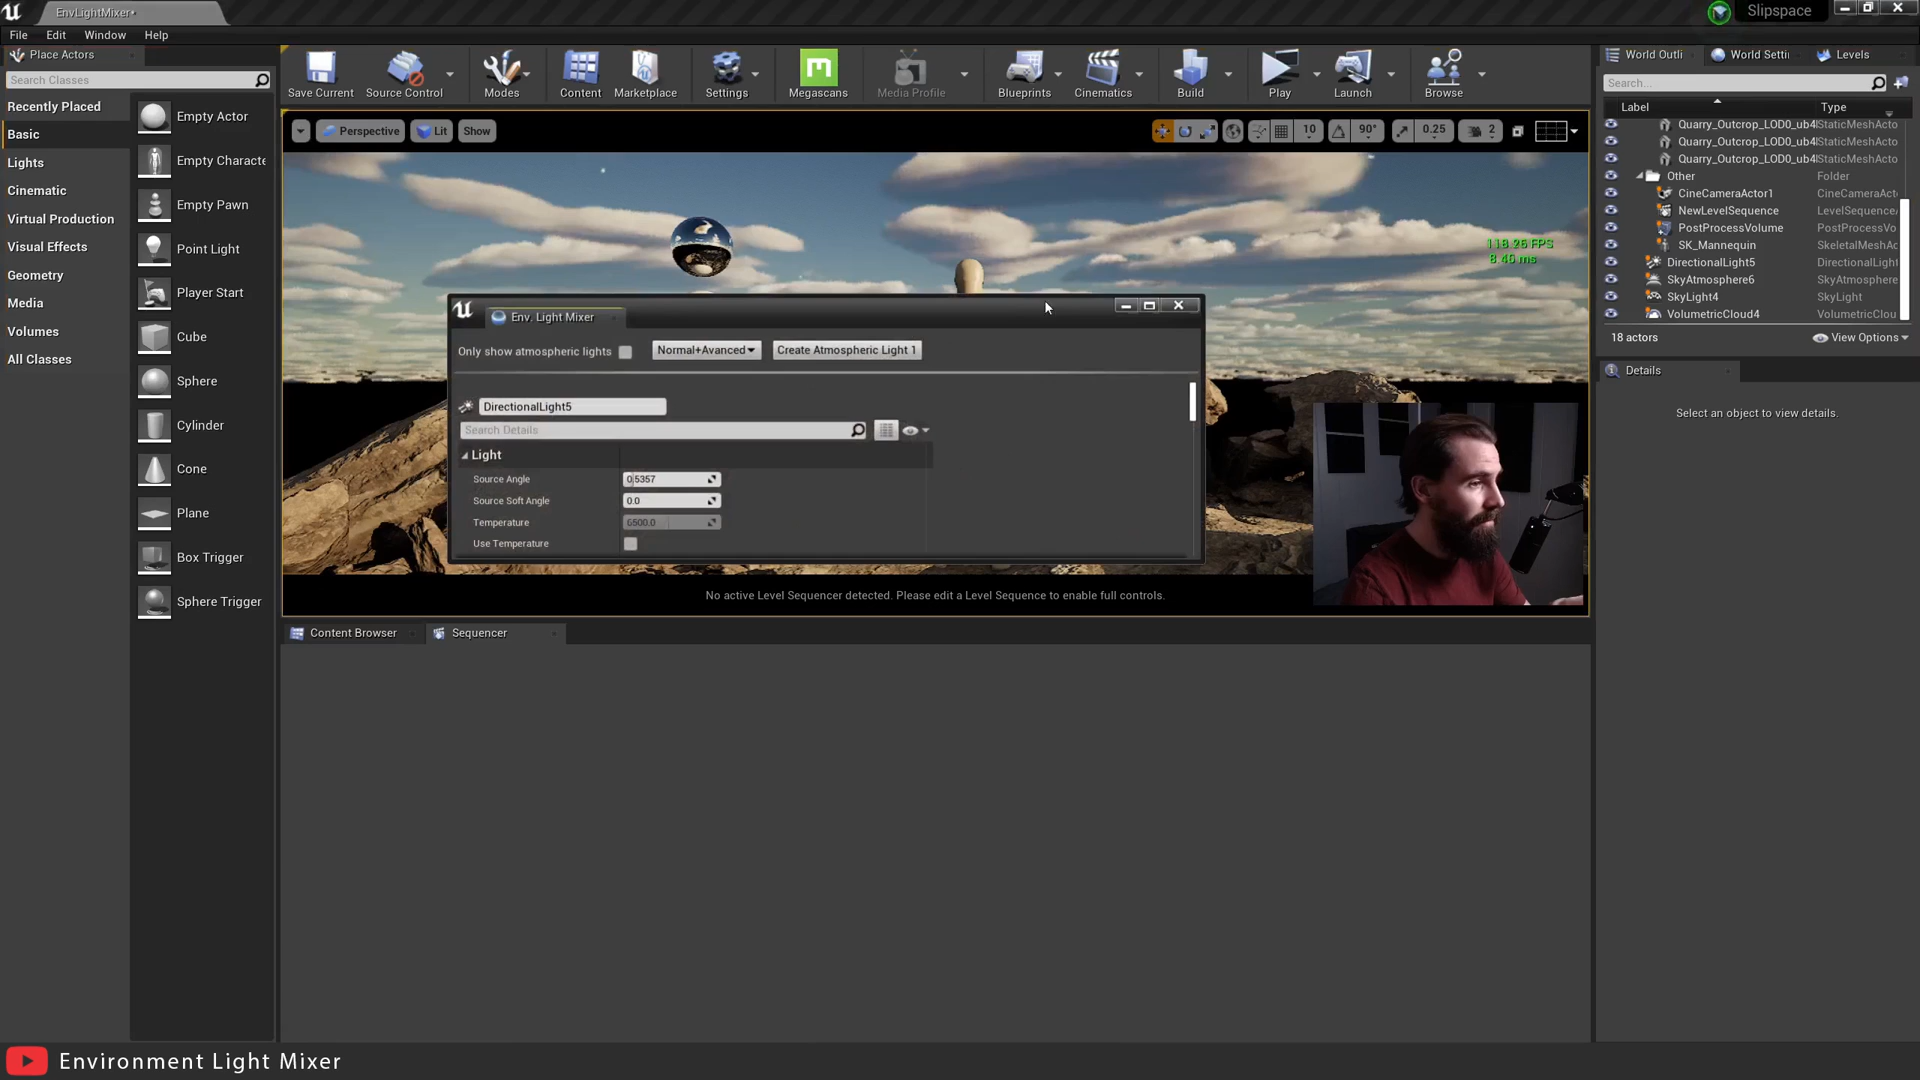 EnvLightMixer•
Slipspace
File Edit Window Help
Place Actors
Search Classes
Recently Placed
Basic
Lights
Cinematic
Virtual Production
Visual Effects
Geometry
Media
Volumes
All Classes
Empty Actor
Empty Characte
Empty Pawn
Point Light
Player Start
Cube
Sphere
Cylinder
Cone
Plane
Box Trigger
Sphere Trigger
Save Current Source Control Modes Content Marketplace Settings Megascans Media Profile Blueprints Cinematics Build Play Launch Browse
Perspective Lit Show
10 90° 0.25 2
118.26 FPS
8.46 ms
Env. Light Mixer
Only show atmospheric lights Normal+Avanced Create Atmospheric Light 1
DirectionalLight5
Search Details
Light
Source Angle 0.5357
Source Soft Angle 0.0
Temperature 6500.0
Use Temperature
No active Level Sequencer detected. Please edit a Level Sequence to enable full controls.
Content Browser Sequencer
World Outli World Setti Levels
Search...
Label Type
Quarry_Outcrop_LOD0_ub4 StaticMeshActo
Quarry_Outcrop_LOD0_ub4 StaticMeshActo
Quarry_Outcrop_LOD0_ub4 StaticMeshActo
Other Folder
CineCameraActor1 CineCameraAct
NewLevelSequence LevelSequence
PostProcessVolume PostProcessVo
SK_Mannequin SkeletalMeshAc
DirectionalLight5 DirectionalLight
SkyAtmosphere6 SkyAtmosphere
SkyLight4 SkyLight
VolumetricCloud4 VolumetricClou
18 actors View Options
Details
Select an object to view details.
Environment Light Mixer